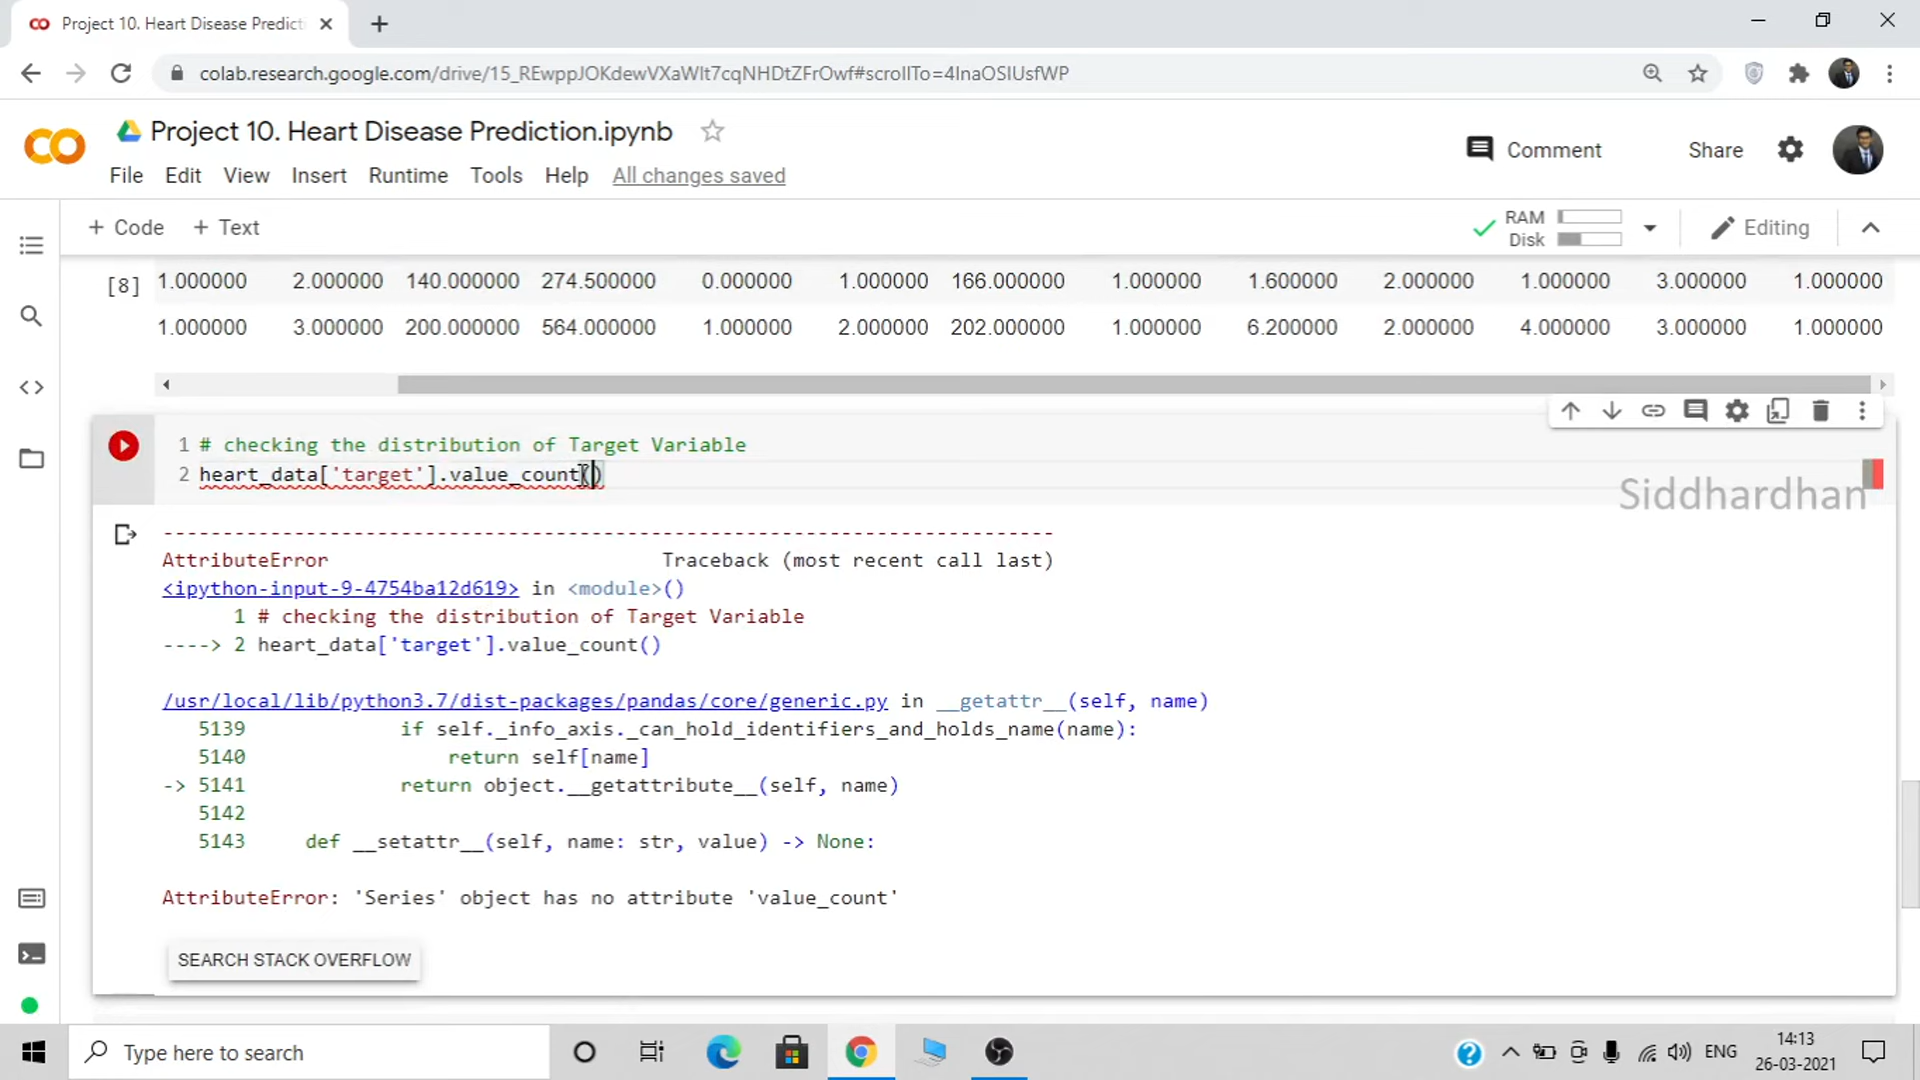 Project 10. Heart Disease Predicti
colab.research.google.com/drive/15_REwppJOKdewVXaWlt7cqNHDtZFrOwf#scrollTo=4InaOSIUsfWP
Project 10. Heart Disease Prediction.ipynb
Comment
Share
File Edit View Insert Runtime Tools Help All changes saved
+ Code + Text
RAM
Disk
Editing
[8] 1.000000 2.000000 140.000000 274.500000 0.000000 1.000000 166.000000 1.000000 1.600000 2.000000 1.000000 3.000000 1.000000
1.000000 3.000000 200.000000 564.000000 1.000000 2.000000 202.000000 1.000000 6.200000 2.000000 4.000000 3.000000 1.000000
1 # checking the distribution of Target Variable
2 heart_data['target'].value_count()
Siddhardhan
---------------------------------------------------------------------------
AttributeError Traceback (most recent call last)
<ipython-input-9-4754ba12d619> in <module>()
1 # checking the distribution of Target Variable
----> 2 heart_data['target'].value_count()
/usr/local/lib/python3.7/dist-packages/pandas/core/generic.py in __getattr__(self, name)
5139 if self._info_axis._can_hold_identifiers_and_holds_name(name):
5140 return self[name]
-> 5141 return object.__getattribute__(self, name)
5142
5143 def __setattr__(self, name: str, value) -> None:
AttributeError: 'Series' object has no attribute 'value_count'
SEARCH STACK OVERFLOW
Type here to search
ENG
14:13
26-03-2021